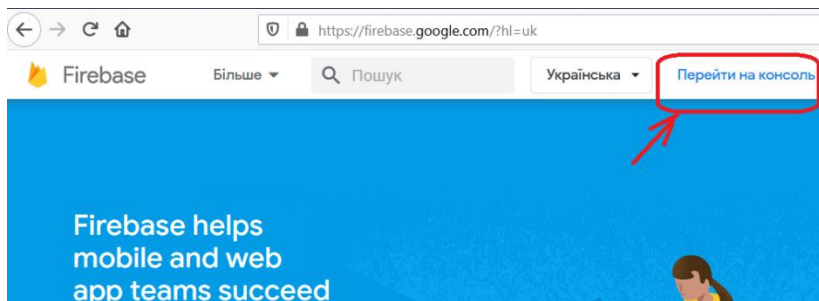 https://firebase.google.com/?hl=uk
Firebase Більше Пошук Українська Перейти на консоль
Firebase helps
mobile and web
app teams succeed